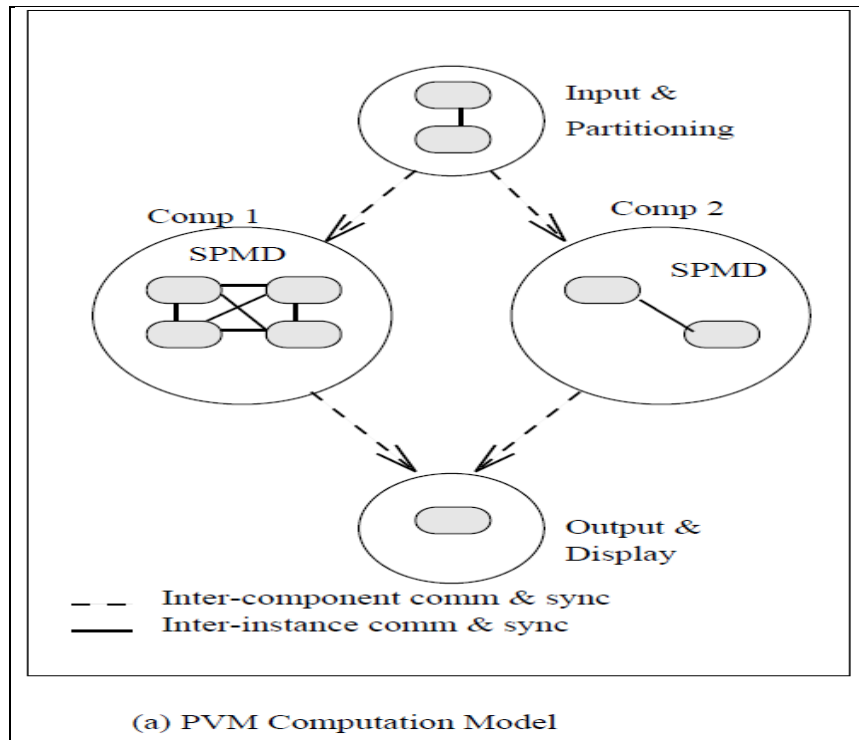 Input &
Partitioning
Comp 1
Comp 2
SPMD
SPMD
Output &
Display
Inter-component comm & sync
Inter-instance comm & sync
(a) PVM Computation Model